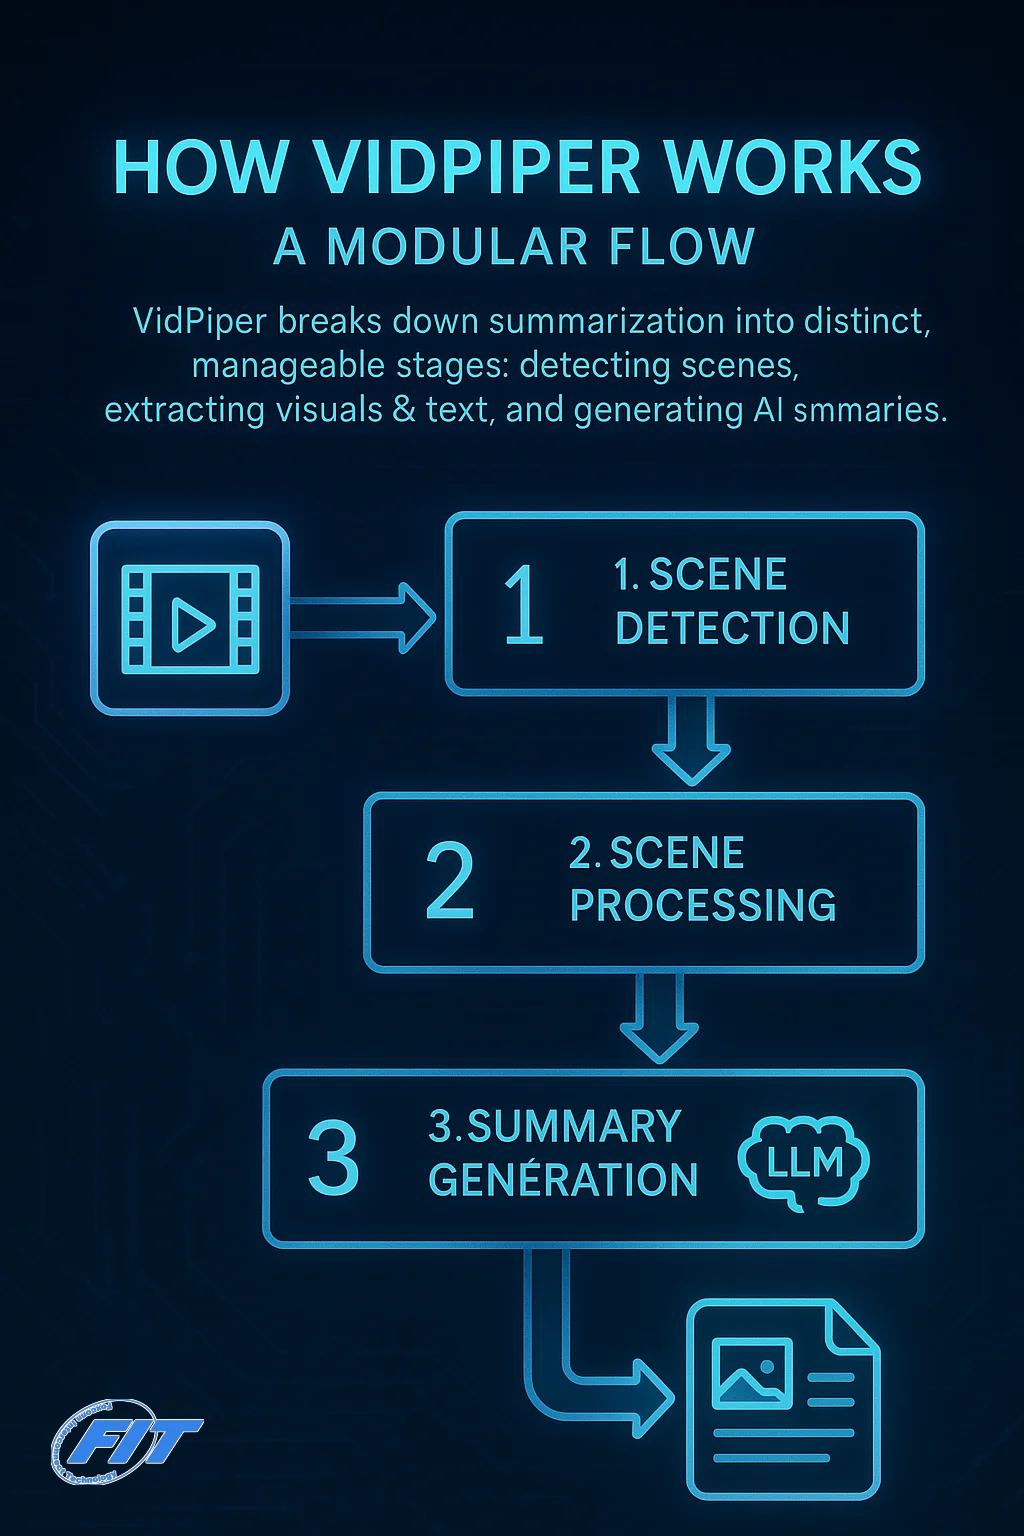 HOW VIDPIPER WORKS
A MODULAR FLOW
VidPiper breaks down summarization into distinct,
manageable stages: detecting scenes,
extracting visuals & text, and generating AI smmaries.
1
1. SCENE
DETECTION
2
2. SCENE
PROCESSING
3
3.SUMMARY
GENÉRATION
LLM
FIT
Technology